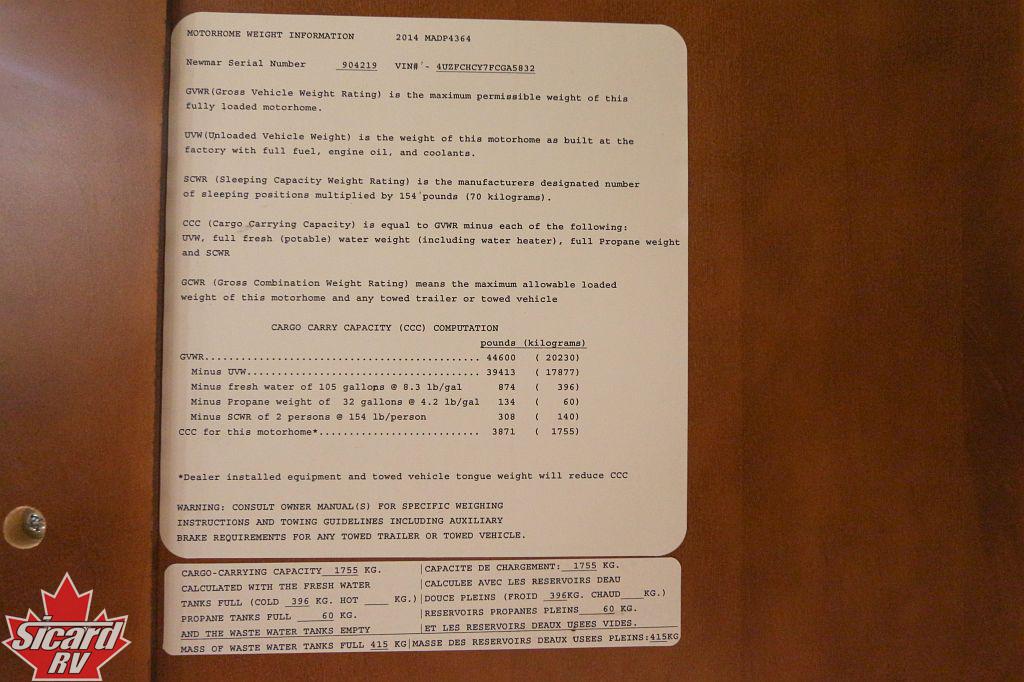 MOTORHOME WEIGHT INFORMATION 2014 MADP4364
Newmar Serial Number 904219 VIN#'- 4UZFCHCY7FCGA5832
GVWR(Gross Vehicle Weight Rating) is the maximum permissible weight of this
fully loaded motorhome.
UVW(Unloaded Vehicle Weight) is the weight of this motorhome as built at the
factory with full fuel, engine oil, and coolants.
SCWR (Sleeping Capacity Weight Rating) is the manufacturers designated number
of sleeping positions multiplied by 154 pounds (70 kilograms).
CCC (Cargo Carrying Capacity) is equal to GVWR minus each of the following:
UVW, full fresh (potable) water weight (including water heater), full Propane weight
and SCWR
GCWR (Gross Combination Weight Rating) means the maximum allowable loaded
weight of this motorhome and any towed trailer or towed vehicle
CARGO CARRY CAPACITY (CCC) COMPUTATION
pounds (kilograms)
GVWR............................................. 44600 ( 20230)
Minus UVW...................................... 39413 ( 17877)
Minus fresh water of 105 gallons @ 8.3 lb/gal 874 ( 396)
Minus Propane weight of 32 gallons @ 4.2 lb/gal 134 ( 60)
Minus SCWR of 2 persons @ 154 lb/person 308 ( 140)
CCC for this motorhome*.......................... 3871 ( 1755)
*Dealer installed equipment and towed vehicle tongue weight will reduce CCC
WARNING: CONSULT OWNER MANUAL(S) FOR SPECIFIC WEIGHING
INSTRUCTIONS AND TOWING GUIDELINES INCLUDING AUXILIARY
BRAKE REQUIREMENTS FOR ANY TOWED TRAILER OR TOWED VEHICLE.
CARGO-CARRYING CAPACITY 1755 KG.
CALCULATED WITH THE FRESH WATER
TANKS FULL (COLD 396 KG. HOT ____ KG.)
PROPANE TANKS FULL 60 KG.
AND THE WASTE WATER TANKS EMPTY
MASS OF WASTE WATER TANKS FULL 415 KG
CAPACITE DE CHARGEMENT: 1755 KG.
CALCULEE AVEC LES RESERVOIRS DEAU
DOUCE PLEINS (FROID 396KG. CHAUD____KG.)
RESERVOIRS PROPANES PLEINS 60 KG.
ET LES RESERVOIRS DEAUX USEES VIDES.
MASSE DES RESERVOIRS DEAUX USEES PLEINS:415KG
Sicard
RV